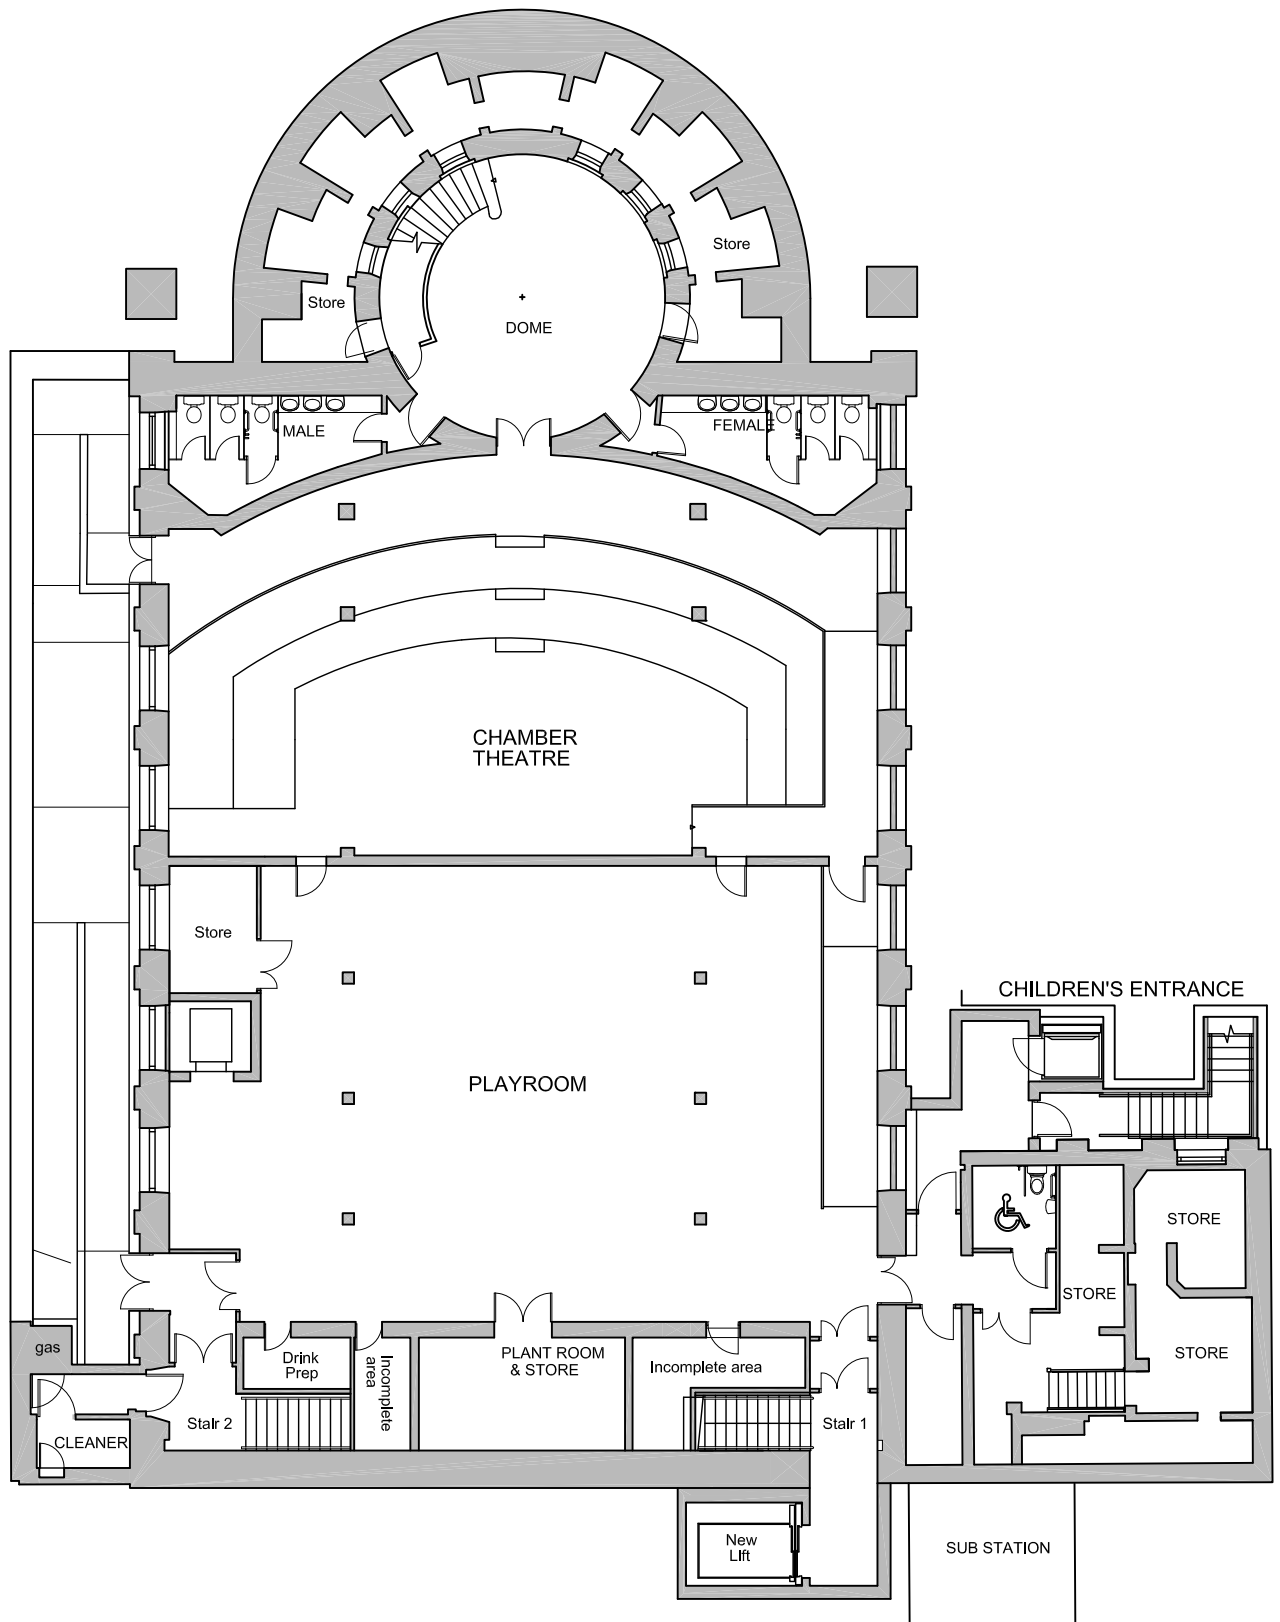 Store
Store
DOME
MALE
FEMALE
CHAMBER
THEATRE
Store
CHILDREN'S ENTRANCE
PLAYROOM
STORE
STORE
STORE
gas
Drink
Prep
Incomplete
area
PLANT ROOM
& STORE
Incomplete area
Stair 2
Stair 1
CLEANER
New
Lift
SUB STATION